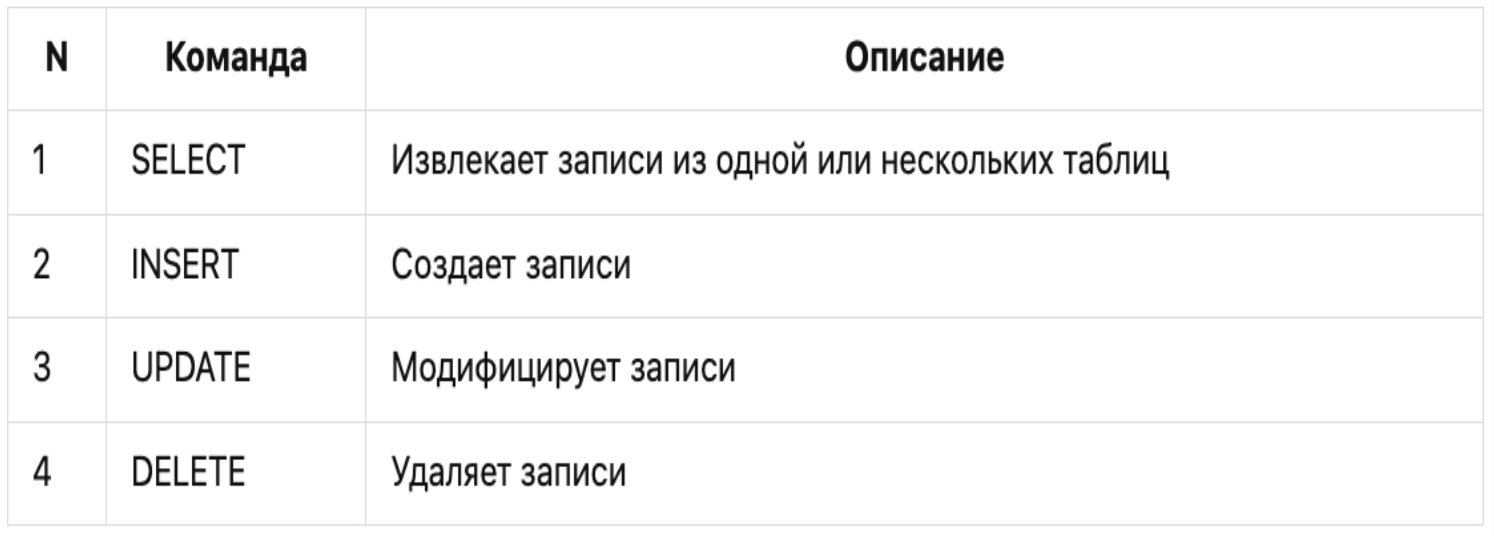 N Команда Описание
1 SELECT Извлекает записи из одной или нескольких таблиц
2 INSERT Создает записи
3 UPDATE Модифицирует записи
4 DELETE Удаляет записи